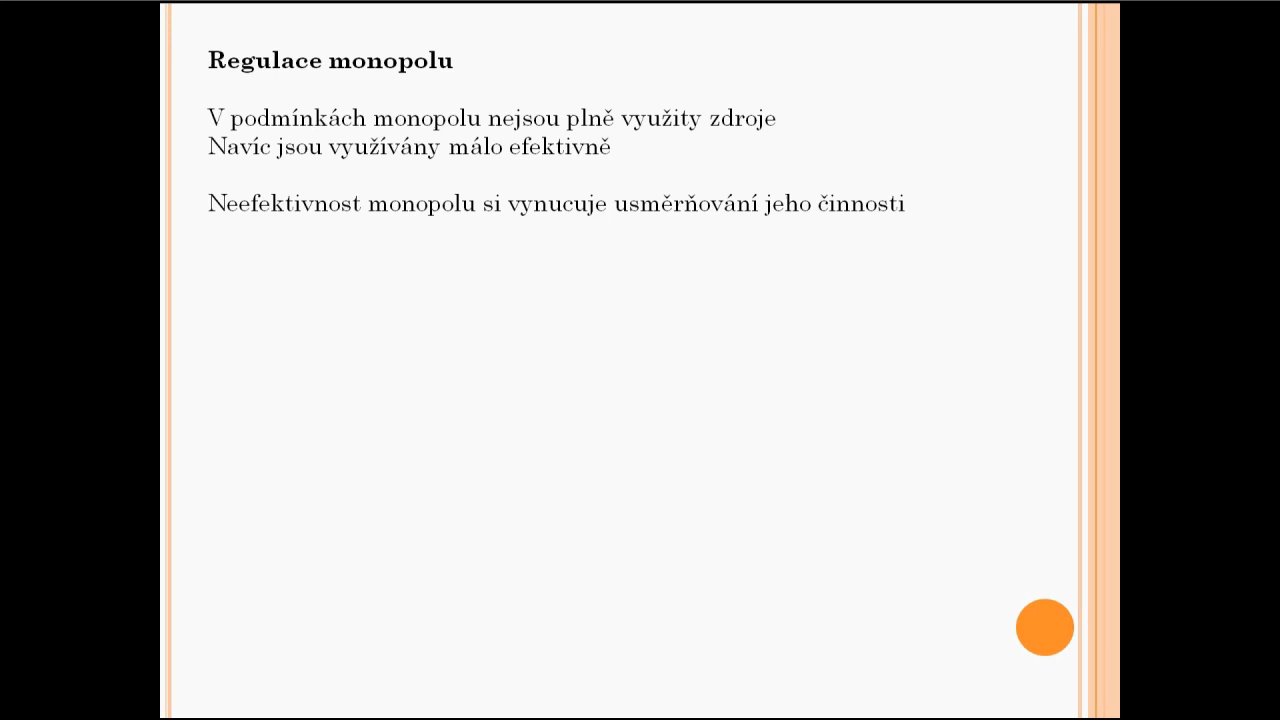 Regulace monopolu
V podmínkách monopolu nejsou plně využity zdroje
Navíc jsou využívány málo efektivně
Neefektivnost monopolu si vynucuje usměrňování jeho činnosti